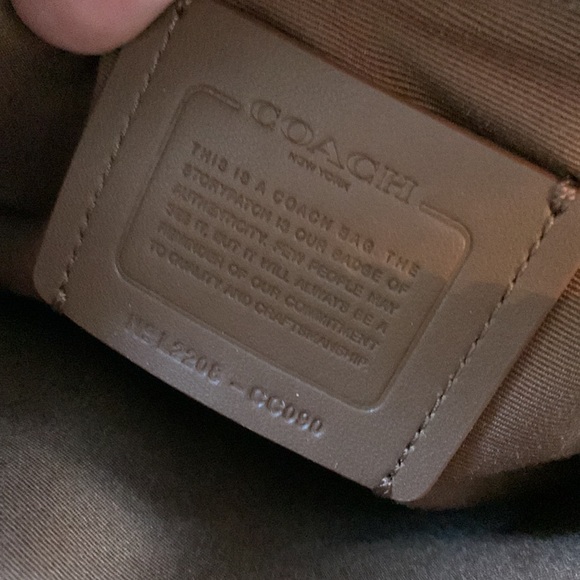 COACH
NEW YORK
THIS IS A COACH BAG. THE
STORYPATCH IS OUR BADGE OF
AUTHENTICITY. FEW PEOPLE MAY
SEE IT, BUT IT WILL ALWAYS BE A
REMINDER OF OUR COMMITMENT
TO QUALITY AND CRAFTSMANSHIP.
L2208 - CC090